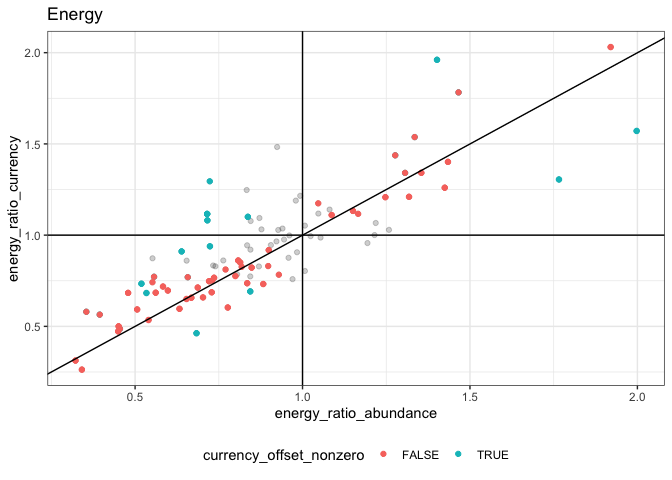 Energy
2.0
1.5
1.0
0.5
energy_ratio_currency
0.5 1.0 1.5 2.0
energy_ratio_abundance
currency_offset_nonzero FALSE TRUE